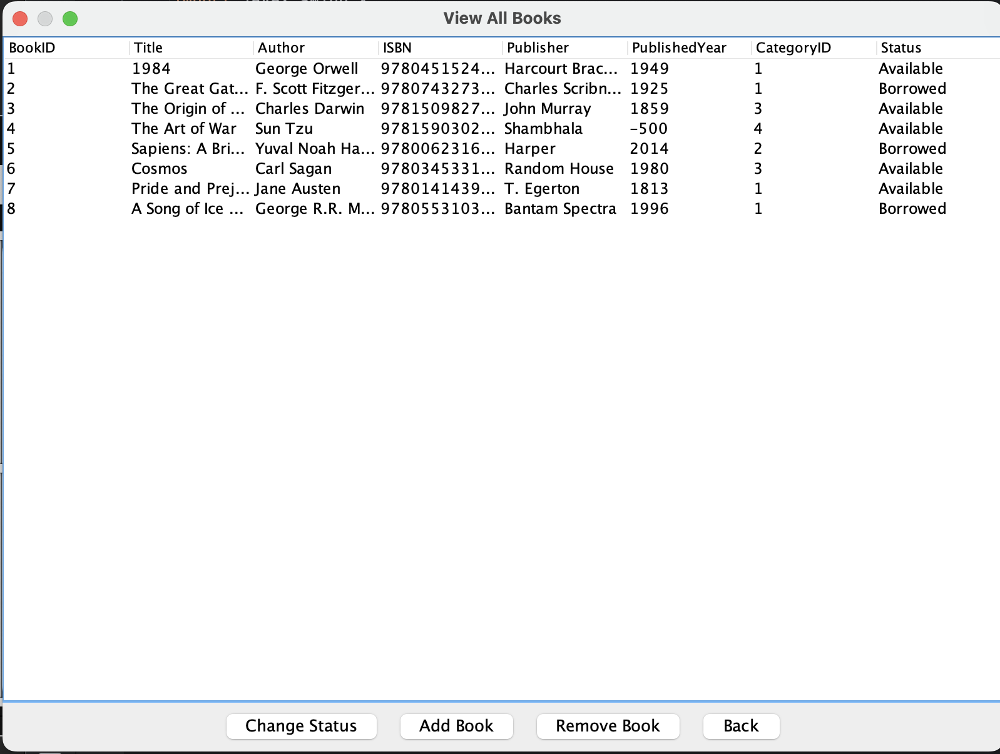 View All Books
BookID Title Author ISBN Publisher PublishedYear CategoryID Status
1 1984 George Orwell 9780451524... Harcourt Brac... 1949 1 Available
2 The Great Gat... F. Scott Fitzger... 9780743273... Charles Scribn... 1925 1 Borrowed
3 The Origin of ... Charles Darwin 9781509827... John Murray 1859 3 Available
4 The Art of War Sun Tzu 9781590302... Shambhala -500 4 Available
5 Sapiens: A Bri... Yuval Noah Ha... 9780062316... Harper 2014 2 Borrowed
6 Cosmos Carl Sagan 9780345331... Random House 1980 3 Available
7 Pride and Prej... Jane Austen 9780141439... T. Egerton 1813 1 Available
8 A Song of Ice ... George R.R. M... 9780553103... Bantam Spectra 1996 1 Borrowed
Change Status Add Book Remove Book Back